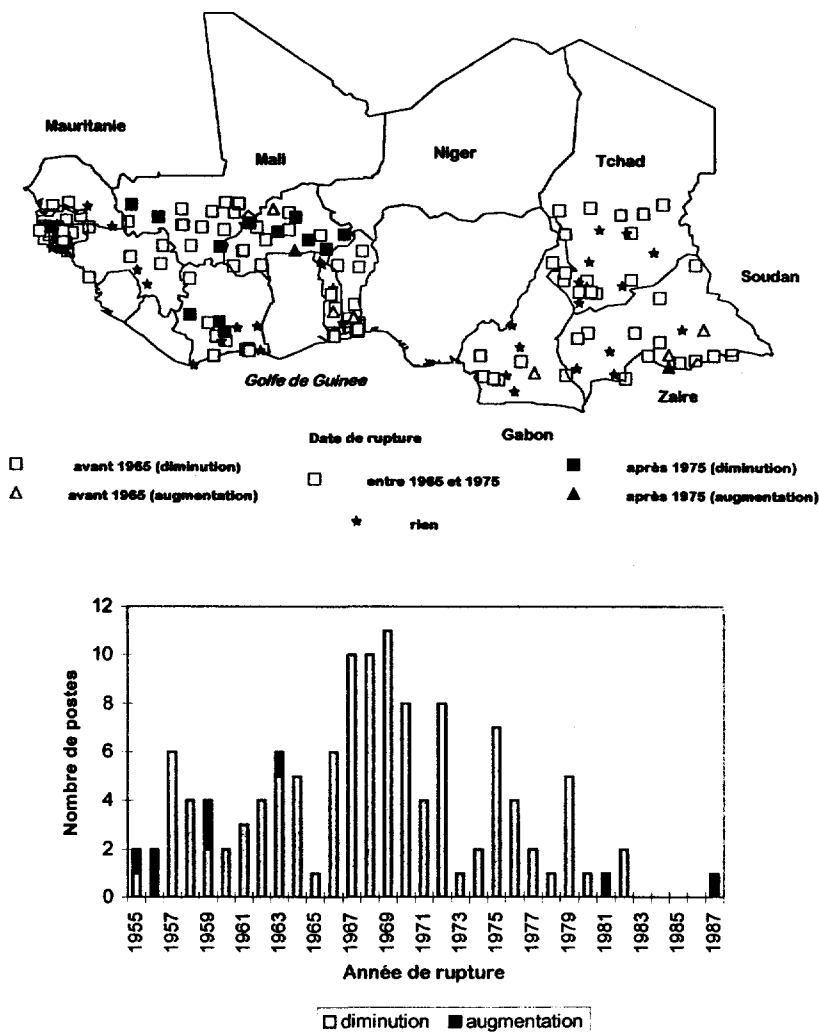 Mauritanie
Mali
Niger
Tchad
Soudan
Golfe de Guinee
Zaire
Gabon
Date de rupture
avant 1965 (diminution)
entre 1965 et 1975
après 1975 (diminution)
avant 1965 (augmentation)
après 1975 (augmentation)
rien
12
10
8
6
4
2
0
Nombre de postes
1955
1957
1959
1961
1963
1965
1967
1969
1971
1973
1975
1977
1979
1981
1983
1985
1987
Année de rupture
diminution
augmentation